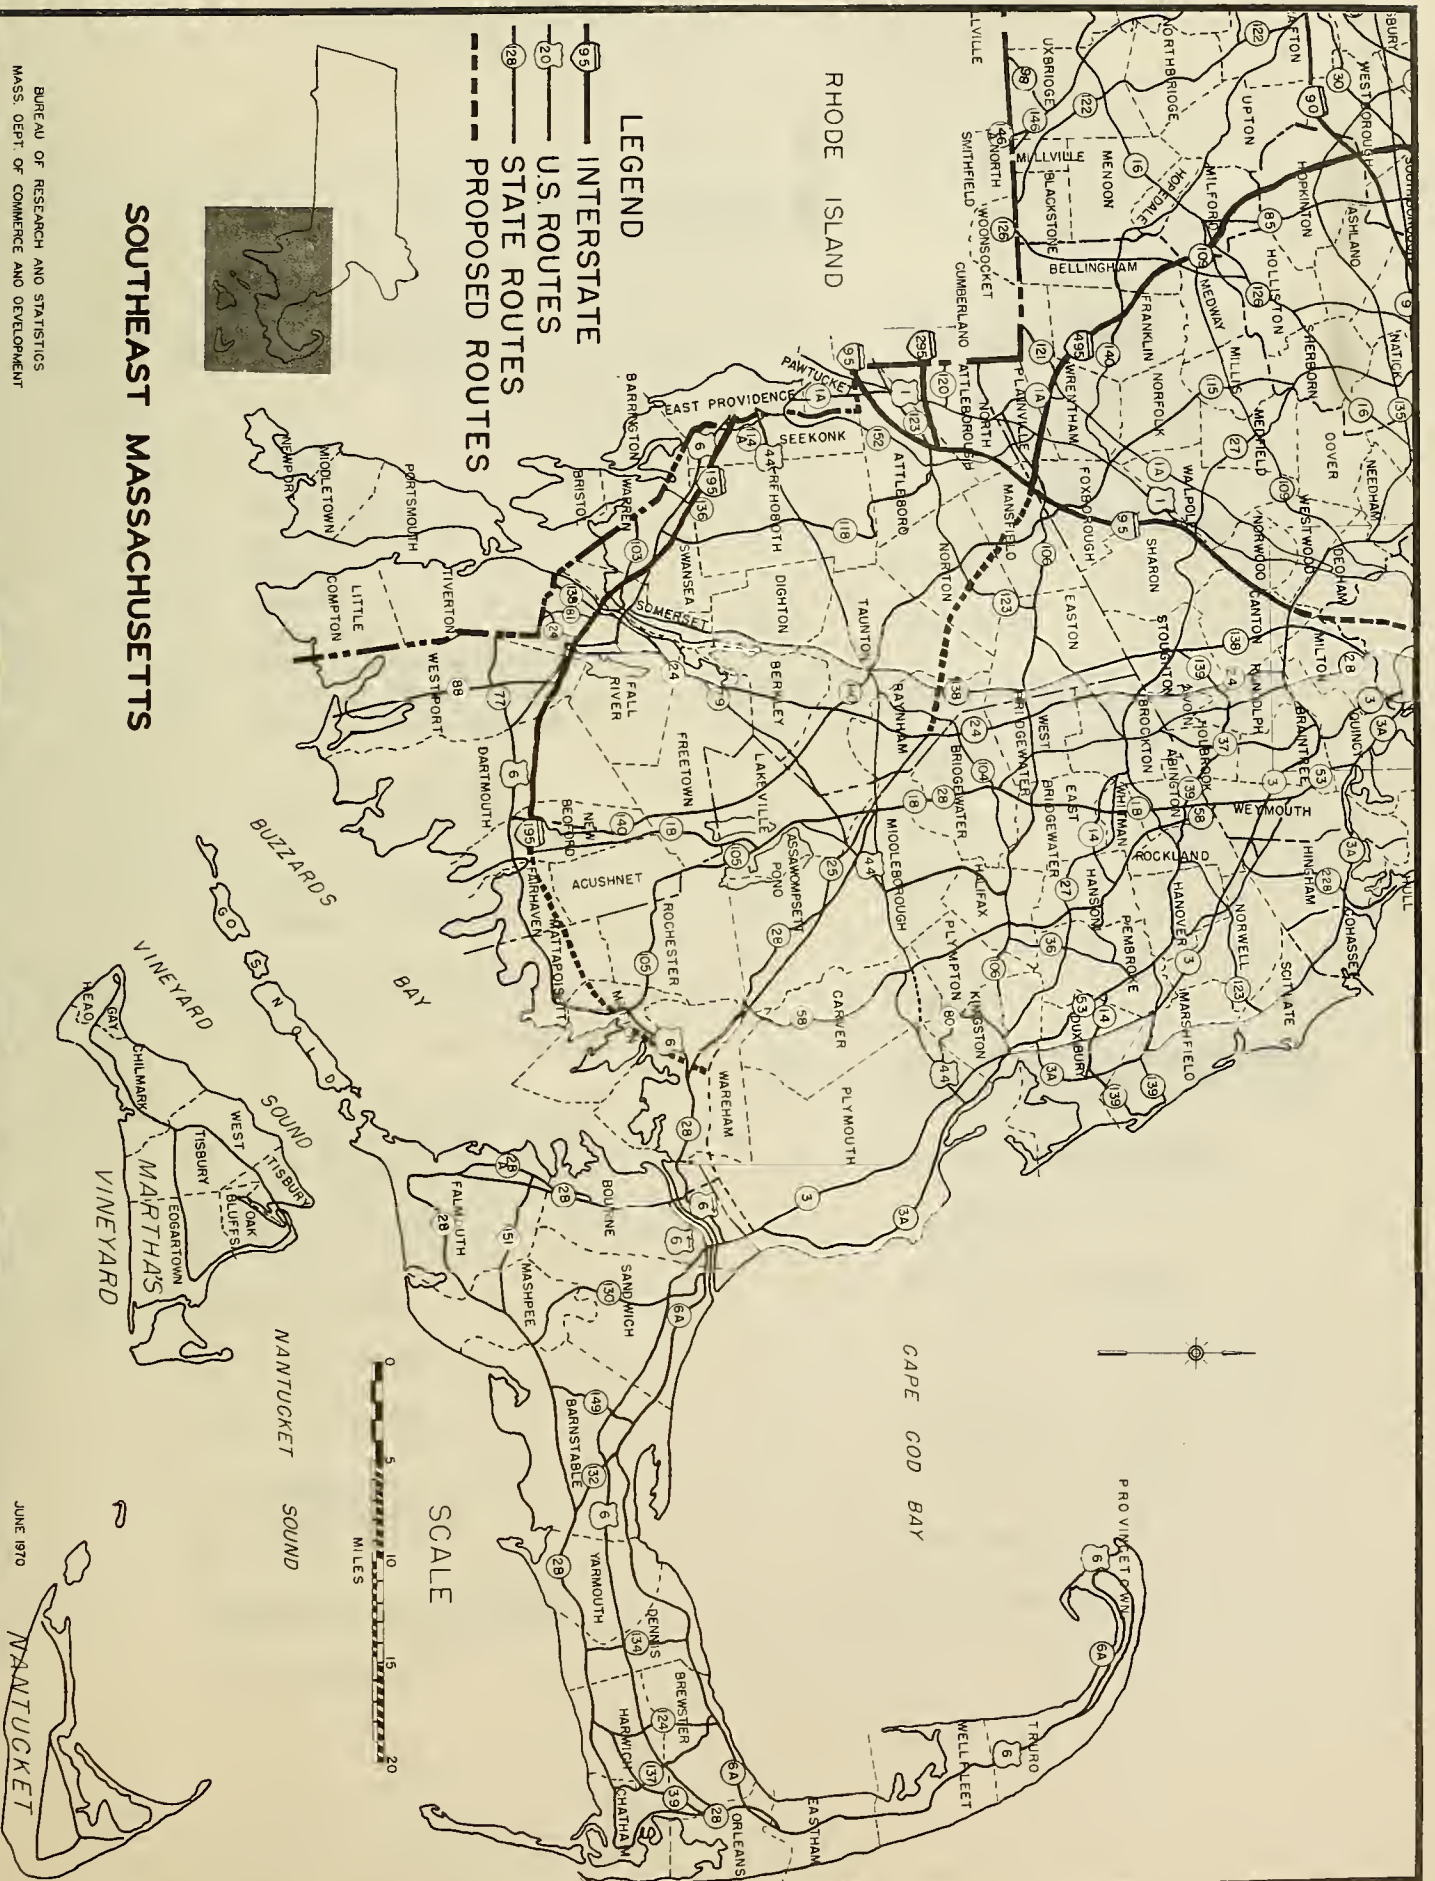 SOUTHEAST MASSACHUSETTS
BUREAU OF RESEARCH AND STATISTICS
MASS. DEPT. OF COMMERCE AND DEVELOPMENT
JUNE 1970
LEGEND
95 INTERSTATE
20 U.S. ROUTES
128 STATE ROUTES
PROPOSED ROUTES
SCALE
0 5 10 15 20
MILES
RHODE ISLAND
CAPE COD BAY
BUZZARDS BAY
VINEYARD SOUND
NANTUCKET SOUND
MARTHA'S VINEYARD
NANTUCKET
WESTBOROUGH
NORTHBRIDGE
UPTON
HOPKINTON
ASHLAND
NATICK
UXBRIDGE
MILLVILLE
BLACKSTONE
MENDON
HOPEDALE
MILFORD
HOLLISTON
SHERBORN
DOVER
NEEDHAM
NORTH SMITHFIELD
WOONSOCKET
CUMBERLAND
BELLINGHAM
MEDWAY
FRANKLIN
MILLIS
MEDFIELD
NORFOLK
WRENTHAM
PLAINVILLE
NORTH ATTLEBOROUGH
WALPOLE
WESTWOOD
DEDHAM
NORWOOD
FOXBOROUGH
SHARON
CANTON
MILTON
MANSFIELD
ATTLEBORO
PAWTUCKET
EAST PROVIDENCE
SEEKONK
REHOBOTH
NORTON
EASTON
STOUGHTON
RANDOLPH
QUINCY
BRAINTREE
AVON
HOLBROOK
BROCKTON
WEYMOUTH
ABINGTON
WHITMAN
ROCKLAND
HINGHAM
HULL
COHASSET
SCITUATE
NORWELL
HANOVER
HANSON
PEMBROKE
MARSHFIELD
DUXBURY
KINGSTON
PLYMPTON
HALIFAX
EAST BRIDGEWATER
WEST BRIDGEWATER
BRIDGEWATER
RAYNHAM
TAUNTON
DIGHTON
BERKLEY
SOMERSET
SWANSEA
BARRINGTON
WARREN
BRISTOL
PORTSMOUTH
MIDDLETOWN
NEWPORT
TIVERTON
LITTLE COMPTON
WESTPORT
FALL RIVER
FREETOWN
LAKEVILLE
ASSAWOMPSETT POND
MIDDLEBOROUGH
CARVER
PLYMOUTH
WAREHAM
ROCHESTER
ACUSHNET
NEW BEDFORD
DARTMOUTH
FAIRHAVEN
MATTAPOISETT
BOURNE
SANDWICH
FALMOUTH
MASHPEE
BARNSTABLE
YARMOUTH
DENNIS
BREWSTER
HARWICH
CHATHAM
ORLEANS
EASTHAM
WELLFLEET
TRURO
PROVINCETOWN
GOSNOLD
GAY HEAD
CHILMARK
WEST TISBURY
TISBURY
OAK BLUFFS
EDGARTOWN